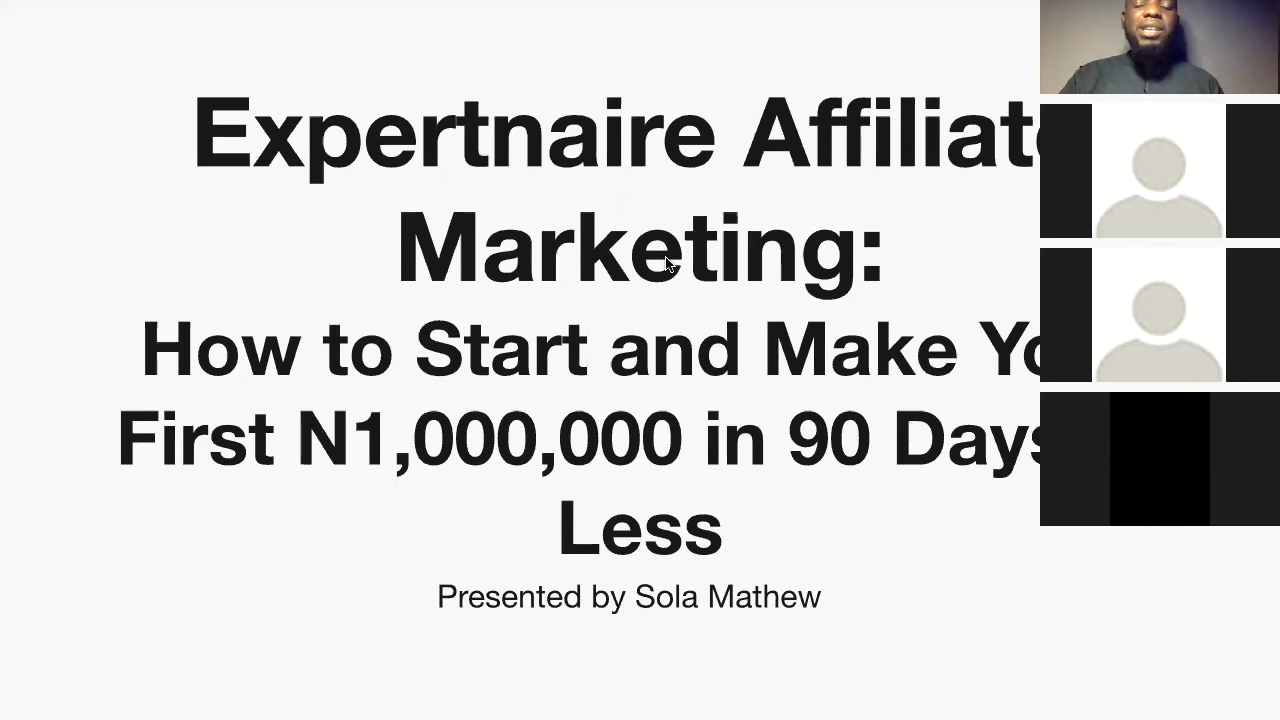 Expertnaire Affiliate
Marketing:
How to Start and Make Yo
First N1,000,000 in 90 Days
Less
Presented by Sola Mathew